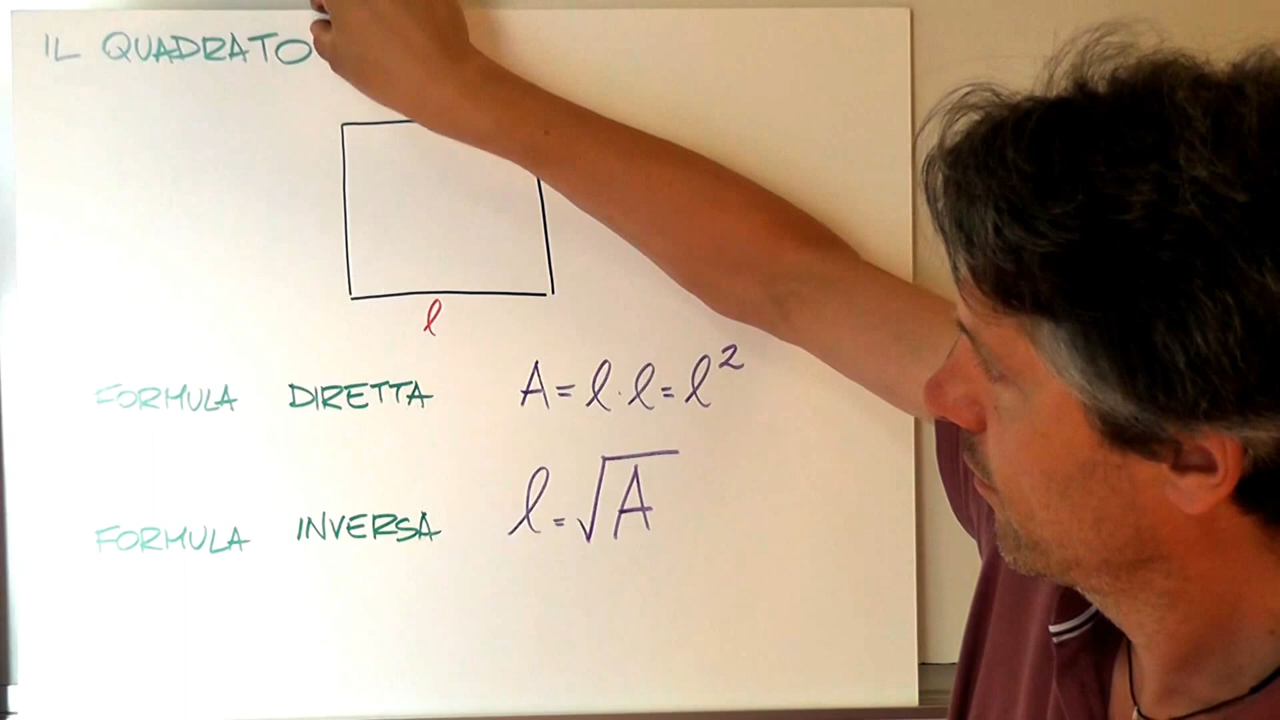 IL QUADRATO
l
FORMULA DIRETTA A = l · l = l²
FORMULA INVERSA l = √A